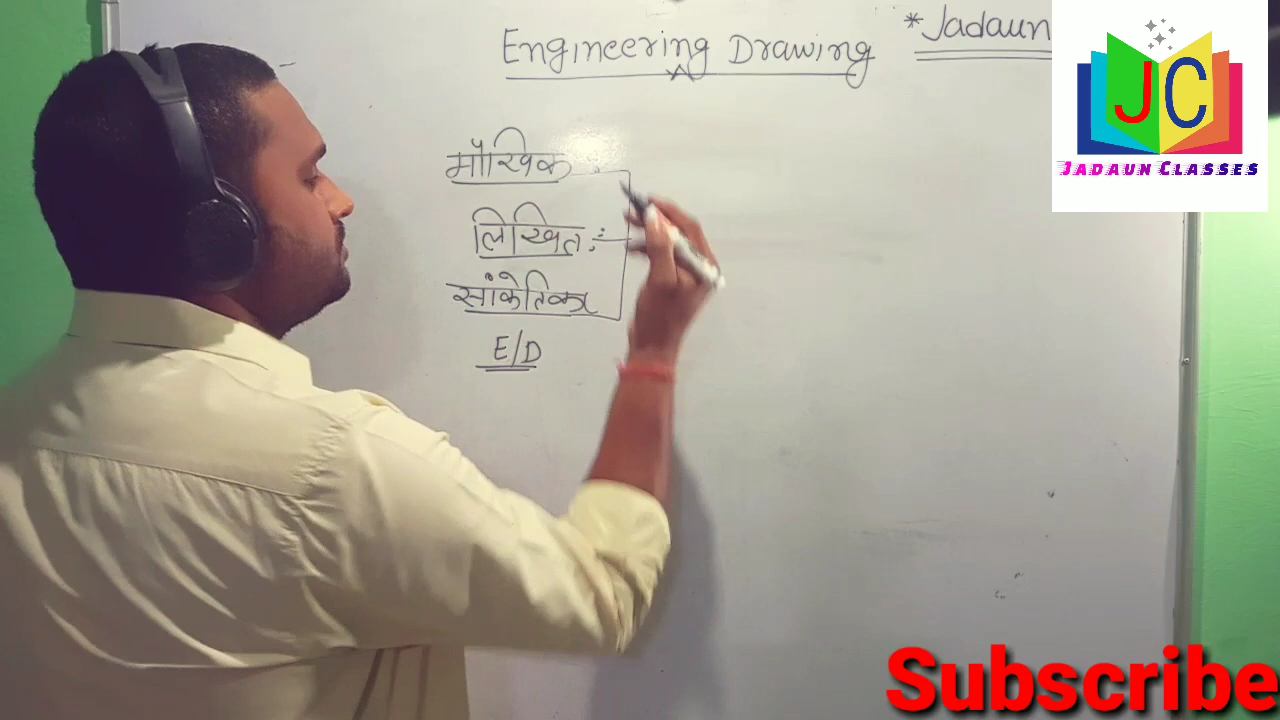 Engineering Drawing
* Jadaun
JC
JADAUN CLASSES
मौखिक
लिखित :-
सांकेतिक
E/D
Subscribe